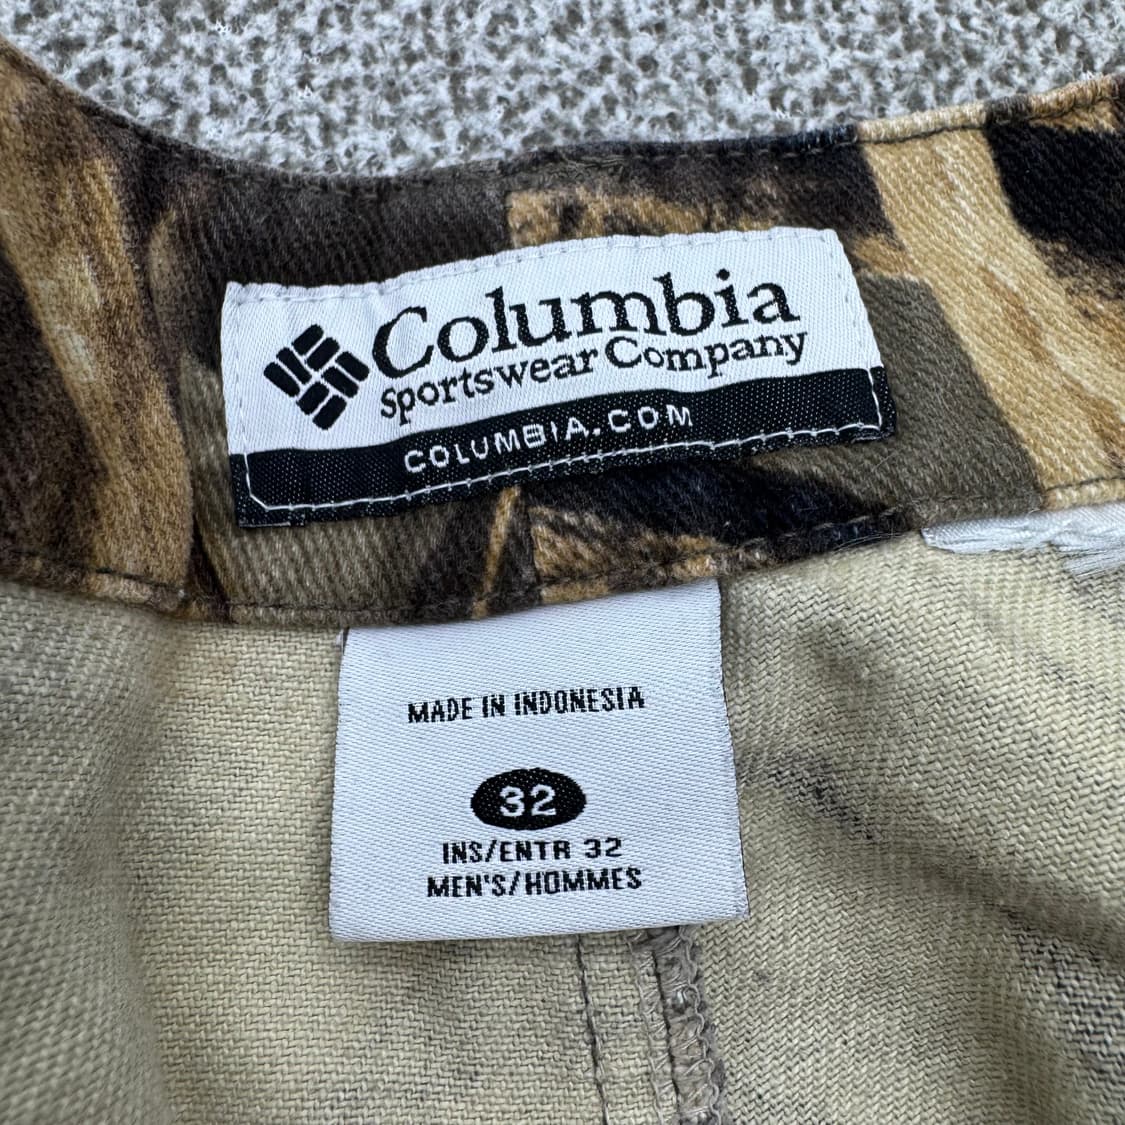 Columbia
Sportswear Company
COLUMBIA.COM
MADE IN INDONESIA
32
INS/ENTR 32
MEN'S/HOMMES